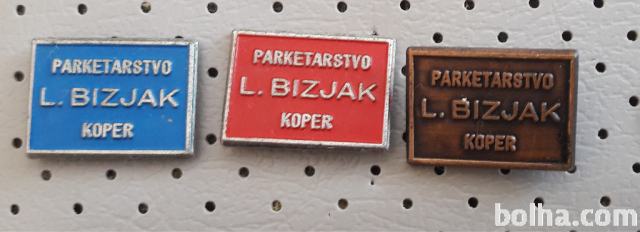 PARKETARSTVO
L. BIZJAK
KOPER
PARKETARSTVO
L. BIZJAK
KOPER
PARKETARSTVO
L. BIZJAK
KOPER
bolha.com